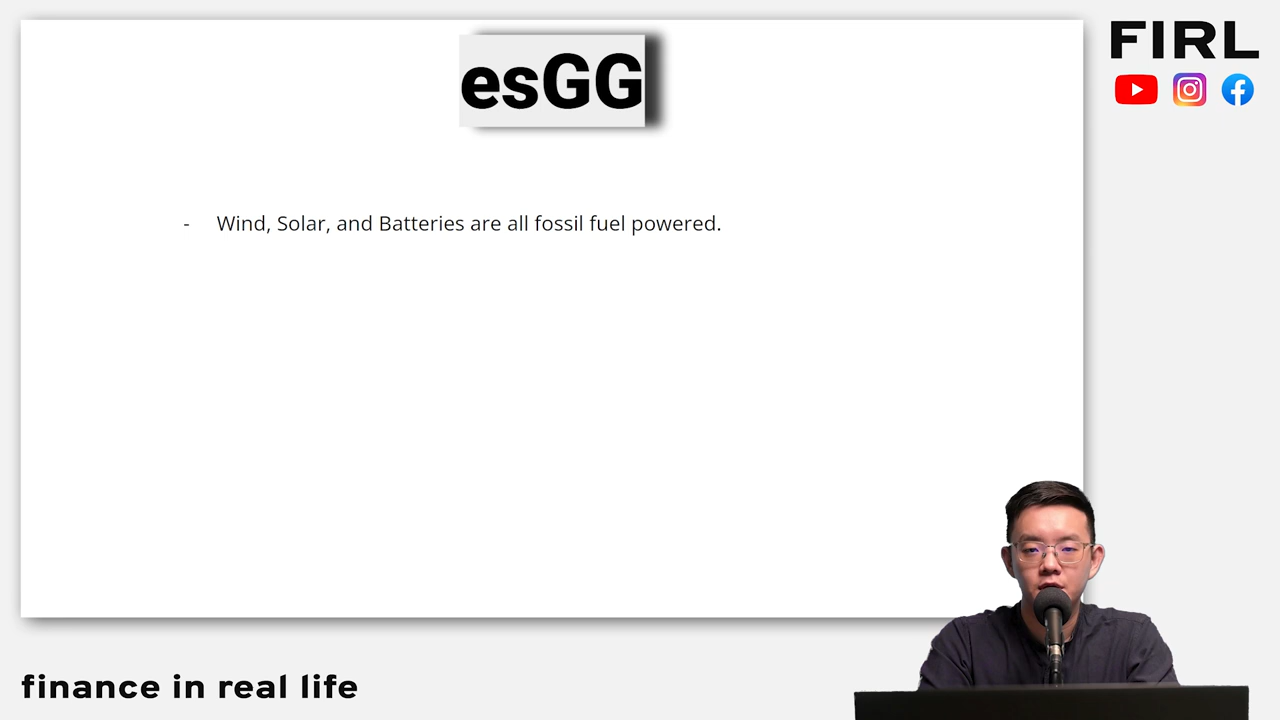 esGG
FIRL
- Wind, Solar, and Batteries are all fossil fuel powered.
finance in real life